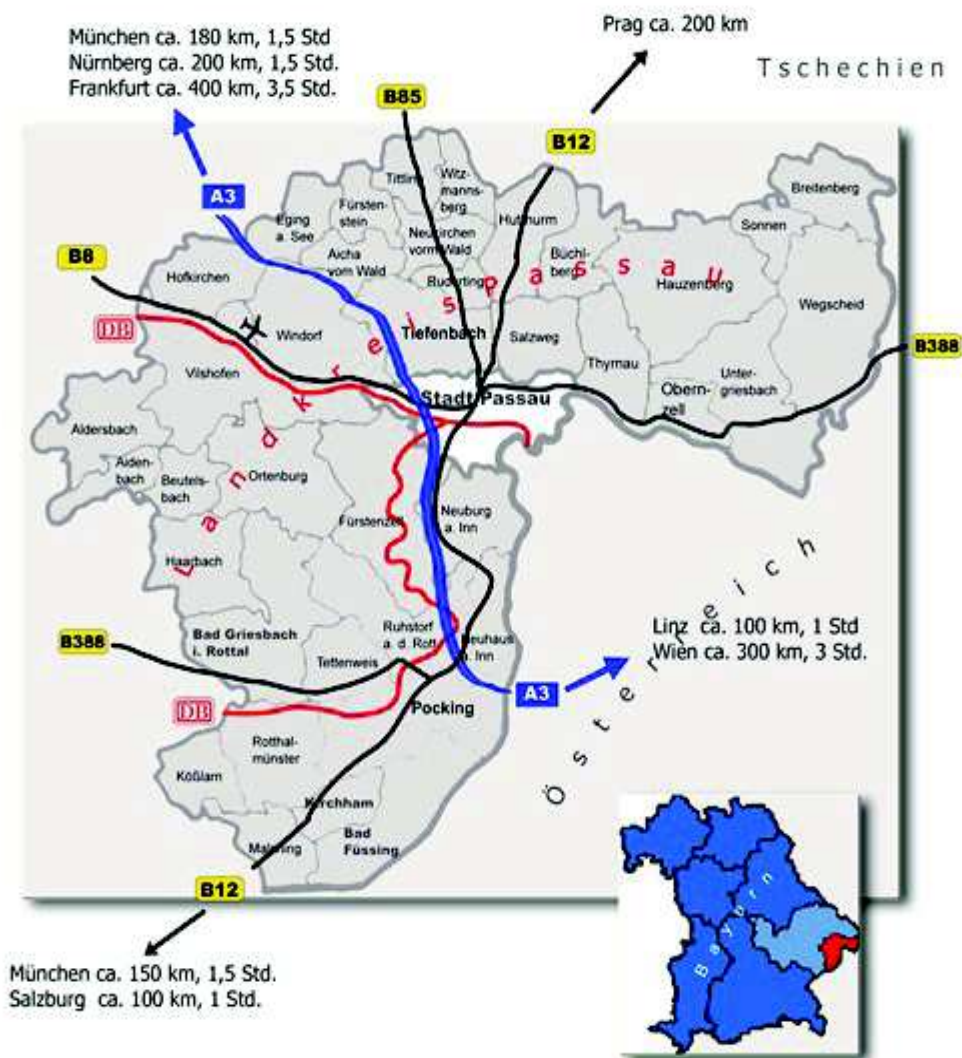 München ca. 180 km, 1,5 Std
Nürnberg ca. 200 km, 1,5 Std.
Frankfurt ca. 400 km, 3,5 Std.
Prag ca. 200 km
Tschechien
B85
B12
A3
B8
Tittling
Witz-
manns-
berg
Hutthurm
Breitenberg
Sonnen
Fürsten-
stein
Eging
a. See
Neukirchen
vorm Wald
Aicha
vom Wald
Büchl-
berg
Hofkirchen
Ruderting
Hauzenberg
Wegscheid
Landkreis Passau
DB
Windorf
Tiefenbach
Salzweg
Thyrnau
B388
Vilshofen
Stadt Passau
Obern-
zell
Unter-
griesbach
Aldersbach
Aiden-
bach
Beutels-
bach
Ortenburg
Fürstenzell
Neuburg
a. Inn
Haarbach
Österreich
Bad Griesbach
i. Rottal
Ruhstorf
a. d. Rott
Neuhaus
a. Inn
B388
Tettenweis
Linz ca. 100 km, 1 Std
Wien ca. 300 km, 3 Std.
A3
DB
Pocking
Rotthal-
münster
Kößlarn
Kirchham
Malching
Bad
Füssing
B12
Bayern
München ca. 150 km, 1,5 Std.
Salzburg ca. 100 km, 1 Std.